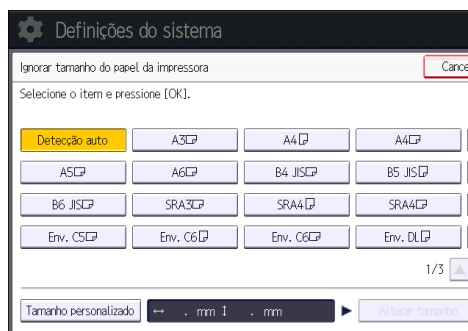 Definições do sistema
Ignorar tamanho do papel da impressora Cance
Selecione o item e pressione [OK].
Detecção auto A3 A4 A4
A5 A6 B4 JIS B5 JIS
B6 JIS SRA3 SRA4 SRA4
Env. C5 Env. C6 Env. C6 Env. DL
1/3
Tamanho personalizado ↔ . mm ↕ . mm ► Alterar tamanho